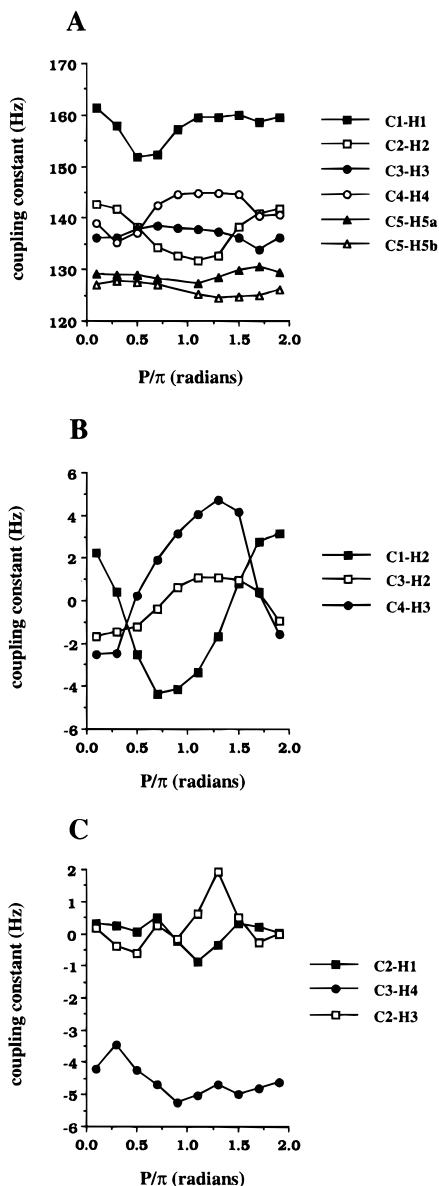 A
coupling constant (Hz)
170
160
150
140
130
120
0.0 0.5 1.0 1.5 2.0
P/π (radians)
C1-H1
C2-H2
C3-H3
C4-H4
C5-H5a
C5-H5b
B
coupling constant (Hz)
6
4
2
0
-2
-4
-6
0.0 0.5 1.0 1.5 2.0
P/π (radians)
C1-H2
C3-H2
C4-H3
C
coupling constant (Hz)
2
1
0
-1
-2
-3
-4
-5
-6
0.0 0.5 1.0 1.5 2.0
P/π (radians)
C2-H1
C3-H4
C2-H3